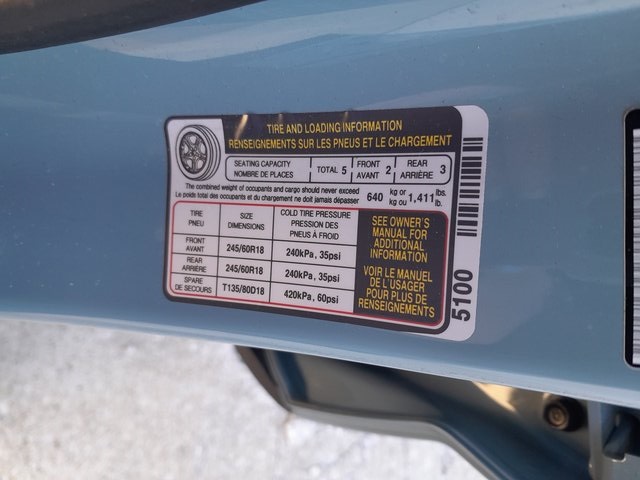 TIRE AND LOADING INFORMATION
RENSEIGNEMENTS SUR LES PNEUS ET LE CHARGEMENT
SEATING CAPACITY
NOMBRE DE PLACES
TOTAL 5
FRONT
AVANT 2
REAR
ARRIÈRE 3
The combined weight of occupants and cargo should never exceed
Le poids total des occupants et du chargement ne doit jamais dépasser
640 kg or
kg ou 1,411 lbs.
lb.
TIRE
PNEU
SIZE
DIMENSIONS
COLD TIRE PRESSURE
PRESSION DES
PNEUS À FROID
FRONT
AVANT
245/60R18
240kPa, 35psi
REAR
ARRIÈRE
245/60R18
240kPa, 35psi
SPARE
DE SECOURS
T135/80D18
420kPa, 60psi
SEE OWNER'S
MANUAL FOR
ADDITIONAL
INFORMATION
VOIR LE MANUEL
DE L'USAGER
POUR PLUS DE
RENSEIGNEMENTS
5100